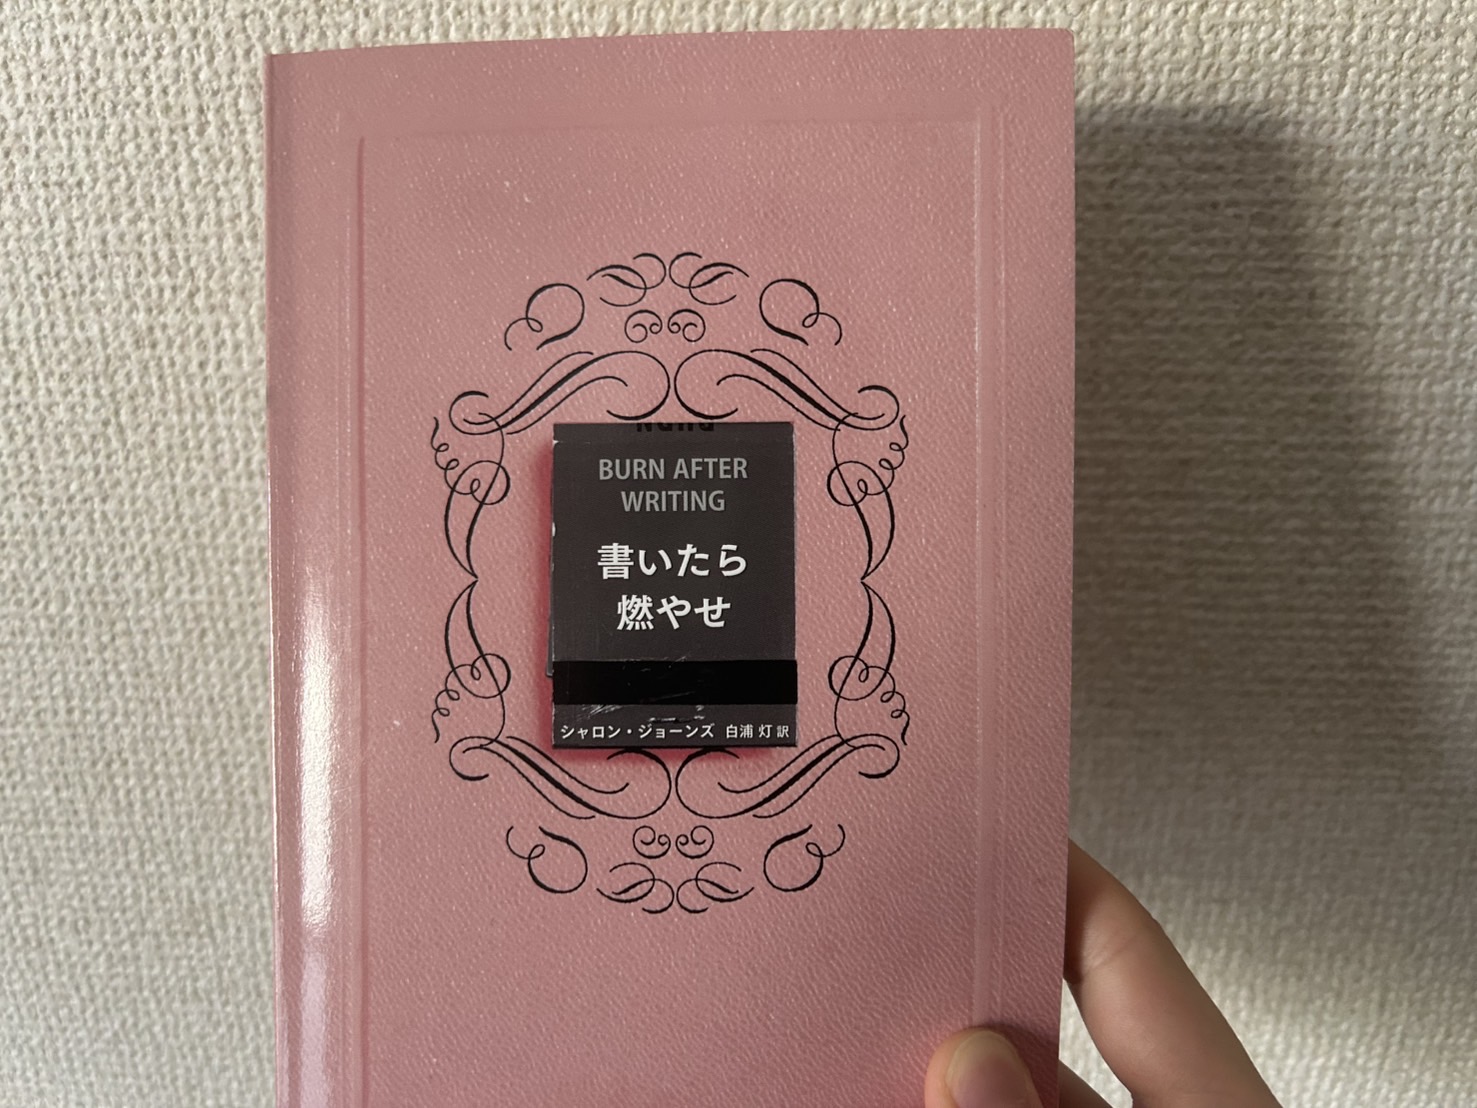 BURN AFTER
WRITING
書いたら
燃やせ
シャロン・ジョーンズ 白浦 灯 訳